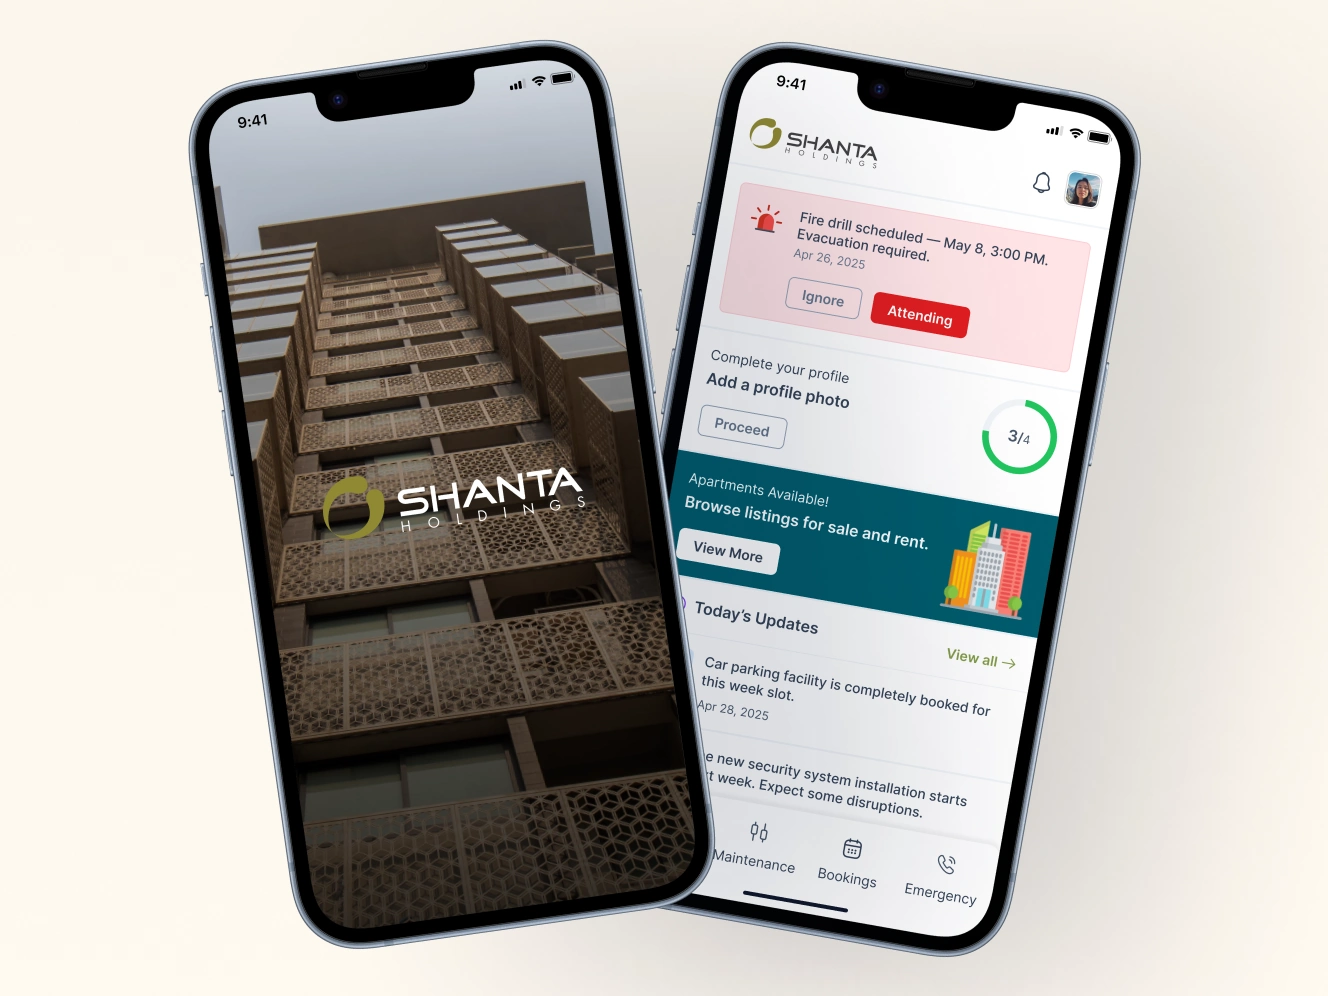 9:41
SHANTA
HOLDINGS
9:41
SHANTA
HOLDINGS
Fire drill scheduled — May 8, 3:00 PM.
Evacuation required.
Apr 26, 2025
Ignore
Attending
Complete your profile
Add a profile photo
Proceed
3/4
Apartments Available!
Browse listings for sale and rent.
View More
Today's Updates
View all →
Car parking facility is completely booked for
this week slot.
Apr 28, 2025
new security system installation starts
week. Expect some disruptions.
Maintenance
Bookings
Emergency